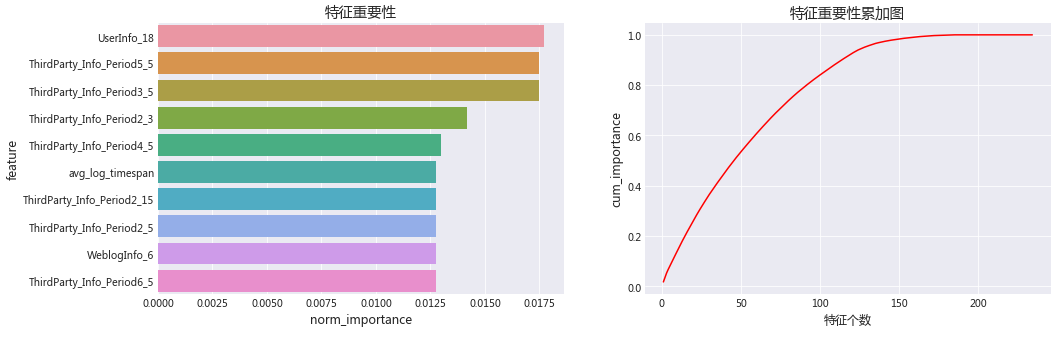 特征重要性
feature
UserInfo_18
ThirdParty_Info_Period5_5
ThirdParty_Info_Period3_5
ThirdParty_Info_Period2_3
ThirdParty_Info_Period4_5
avg_log_timespan
ThirdParty_Info_Period2_15
ThirdParty_Info_Period2_5
WeblogInfo_6
ThirdParty_Info_Period6_5
0.0000 0.0025 0.0050 0.0075 0.0100 0.0125 0.0150 0.0175
norm_importance
特征重要性累加图
cum_importance
1.0
0.8
0.6
0.4
0.2
0.0
0 50 100 150 200
特征个数